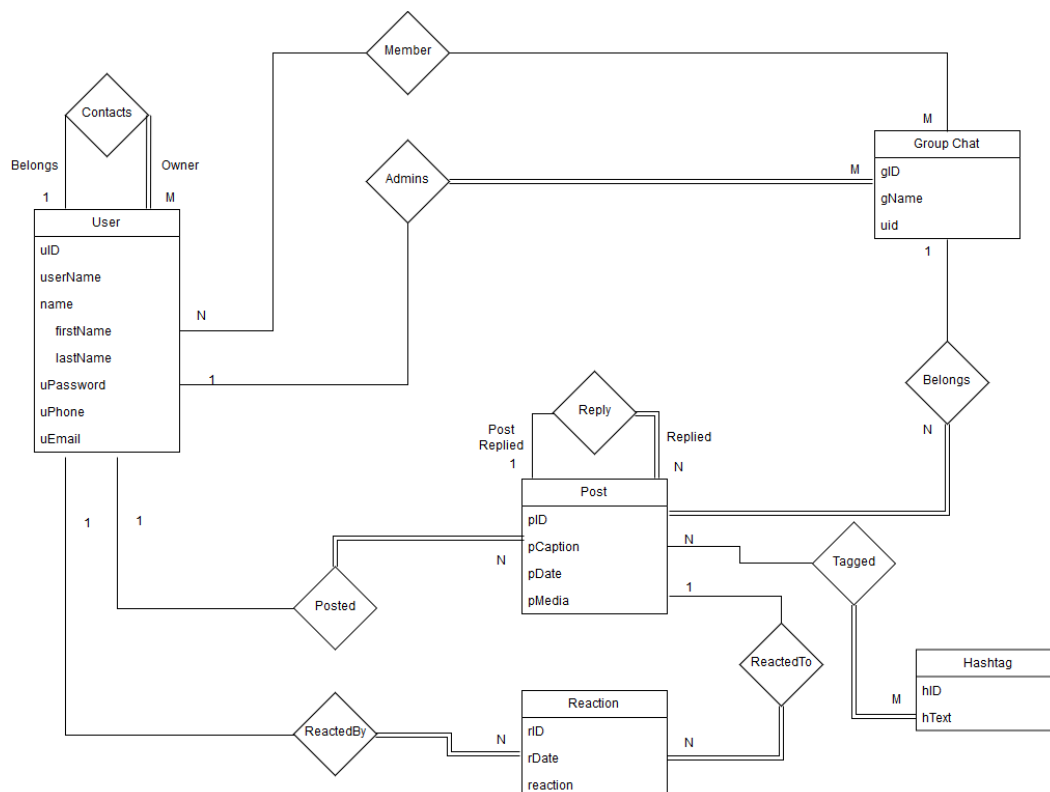 Member
Contacts
Belongs
Owner
1
M
Admins
M
M
Group Chat
gID
gName
uid
1
User
uID
userName
name
firstName
lastName
uPassword
uPhone
uEmail
N
1
Belongs
N
Reply
Post
Replied
1
Replied
N
Post
pID
pCaption
pDate
pMedia
1
1
N
Posted
N
Tagged
1
ReactedTo
Hashtag
hID
hText
M
ReactedBy
N
Reaction
rID
rDate
reaction
N